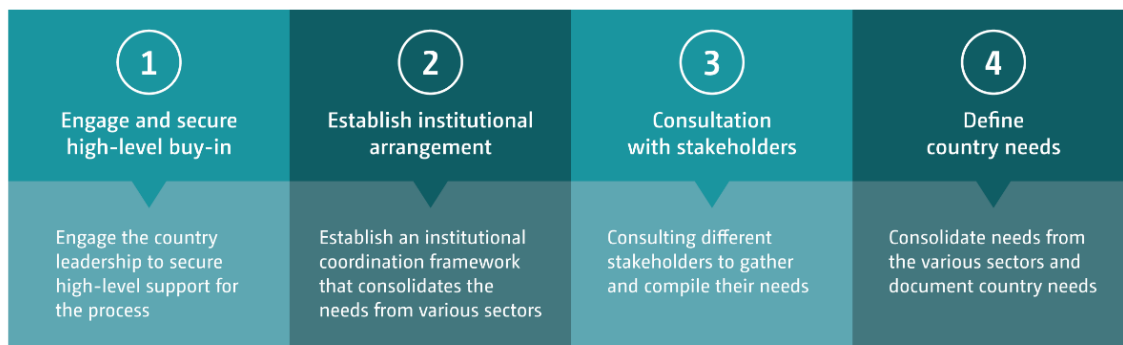 1
Engage and secure
high-level buy-in
Engage the country
leadership to secure
high-level support for
the process
2
Establish institutional
arrangement
Establish an institutional
coordination framework
that consolidates the
needs from various sectors
3
Consultation
with stakeholders
Consulting different
stakeholders to gather
and compile their needs
4
Define
country needs
Consolidate needs from
the various sectors and
document country needs